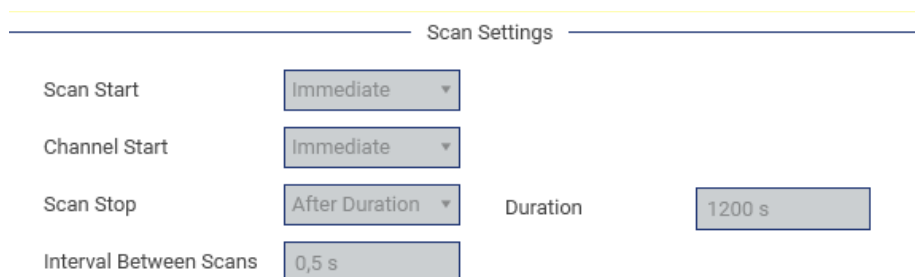 Scan Settings
Scan Start Immediate
Channel Start Immediate
Scan Stop After Duration Duration 1200 s
Interval Between Scans 0,5 s